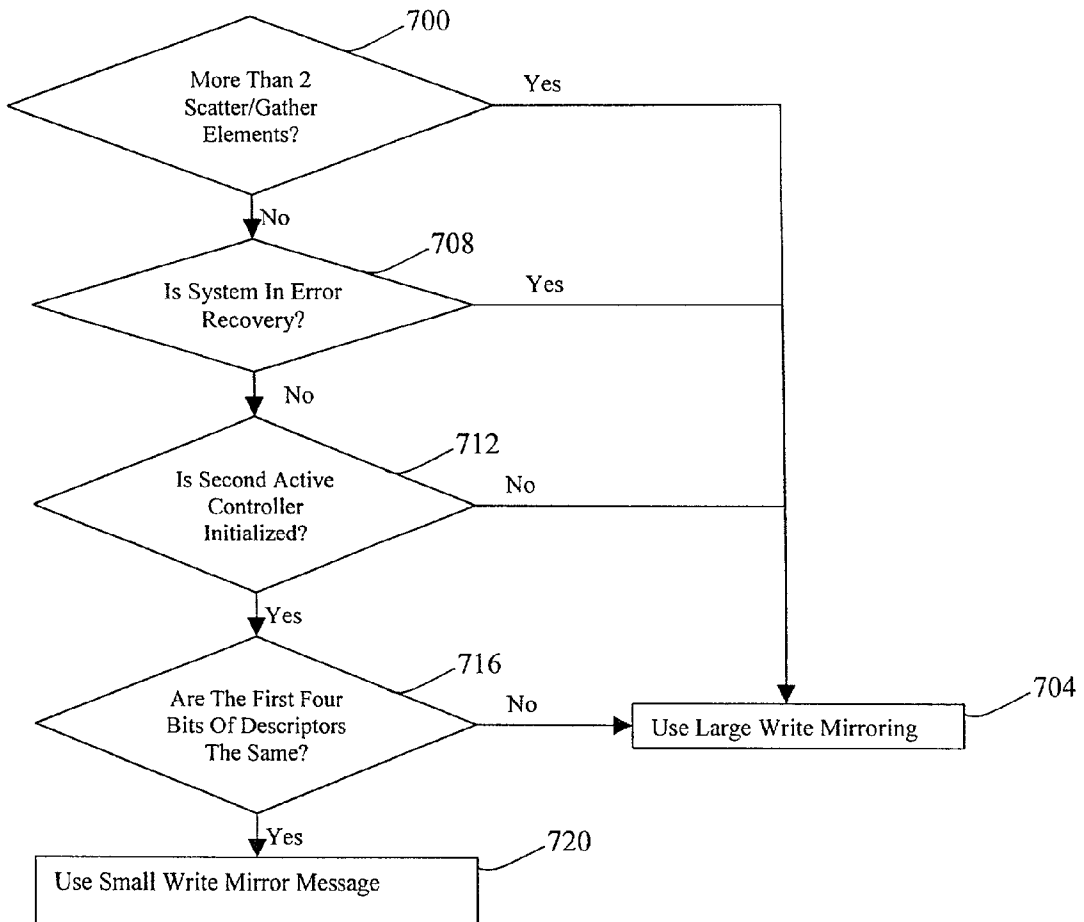 700
More Than 2
Scatter/Gather
Elements?
Yes
No
708
Is System In Error
Recovery?
Yes
No
712
Is Second Active
Controller
Initialized?
No
Yes
716
Are The First Four
Bits Of Descriptors
The Same?
No
704
Use Large Write Mirroring
Yes
720
Use Small Write Mirror Message